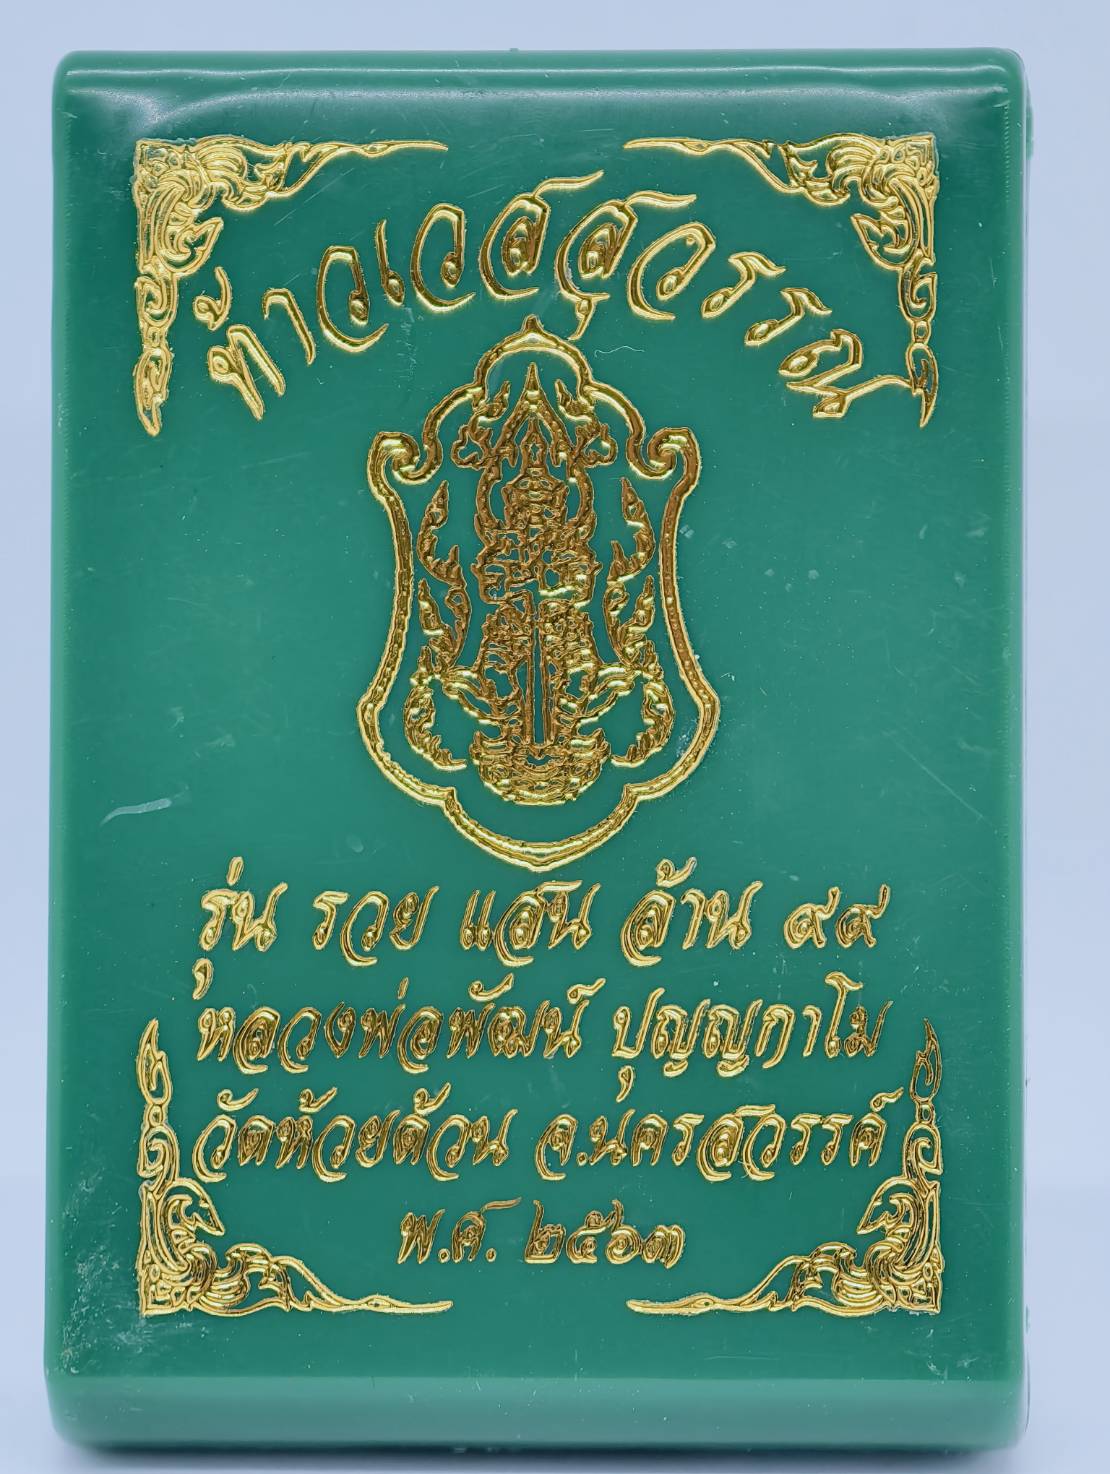 ท้าวเวสสุวรรณ
รุ่น รวย แสน ล้าน ๙๙
หลวงพ่อพัฒน์ ปุญญกาโม
วัดห้วยด้วน จ.นครสวรรค์
พ.ศ. ๒๕๖๓